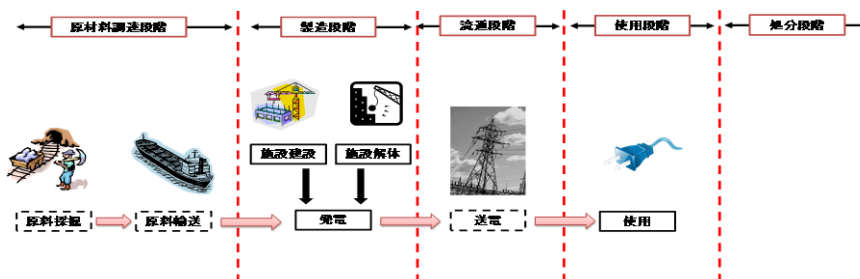 原材料調達段階
製造段階
流通段階
使用段階
処分段階
施設建設
施設解体
原料採掘
原料輸送
発電
送電
使用